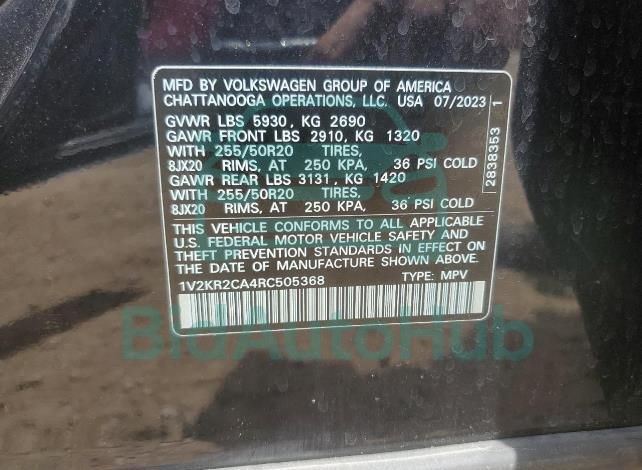 MFD BY VOLKSWAGEN GROUP OF AMERICA
CHATTANOOGA OPERATIONS, LLC. USA 07/2023
GVWR LBS 5930, KG 2690
GAWR FRONT LBS 2910, KG 1320
WITH 255/50R20 TIRES,
8JX20 RIMS, AT 250 KPA, 36 PSI COLD
GAWR REAR LBS 3131, KG 1420
WITH 255/50R20 TIRES,
8JX20 RIMS, AT 250 KPA, 36 PSI COLD
THIS VEHICLE CONFORMS TO ALL APPLICABLE
U.S. FEDERAL MOTOR VEHICLE SAFETY AND
THEFT PREVENTION STANDARDS IN EFFECT ON
THE DATE OF MANUFACTURE SHOWN ABOVE.
1V2KR2CA4RC505368 TYPE: MPV
2838353 1
BidAutoHub